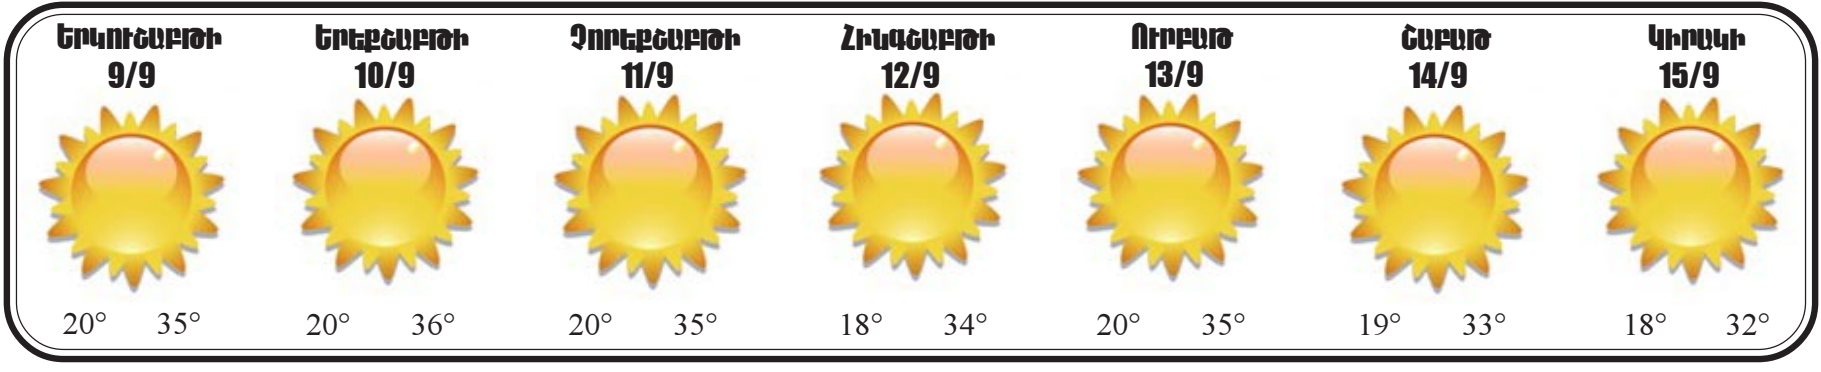 Երկուշաբթի Երեքշաբթի Չորեքշաբթի Հինգշաբթի Ուրբաթ Շաբաթ Կիրակի
9/9 10/9 11/9 12/9 13/9 14/9 15/9
20° 35° 20° 36° 20° 35° 18° 34° 20° 35° 19° 33° 18° 32°